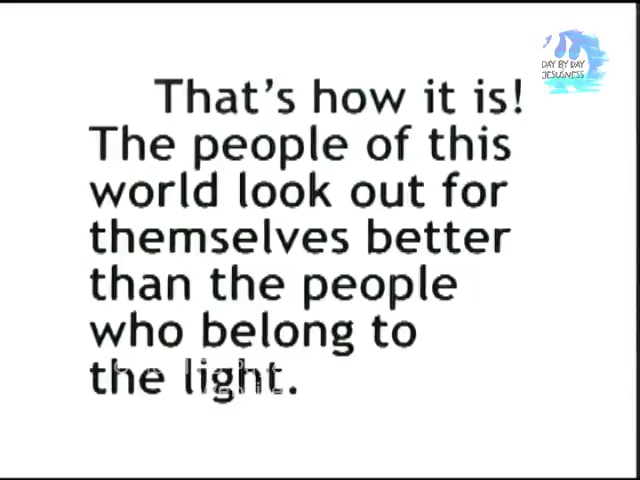 DAY BY DAY
JESUSNESS
That's how it is!
The people of this
world look out for
themselves better
than the people
who belong to
the light.